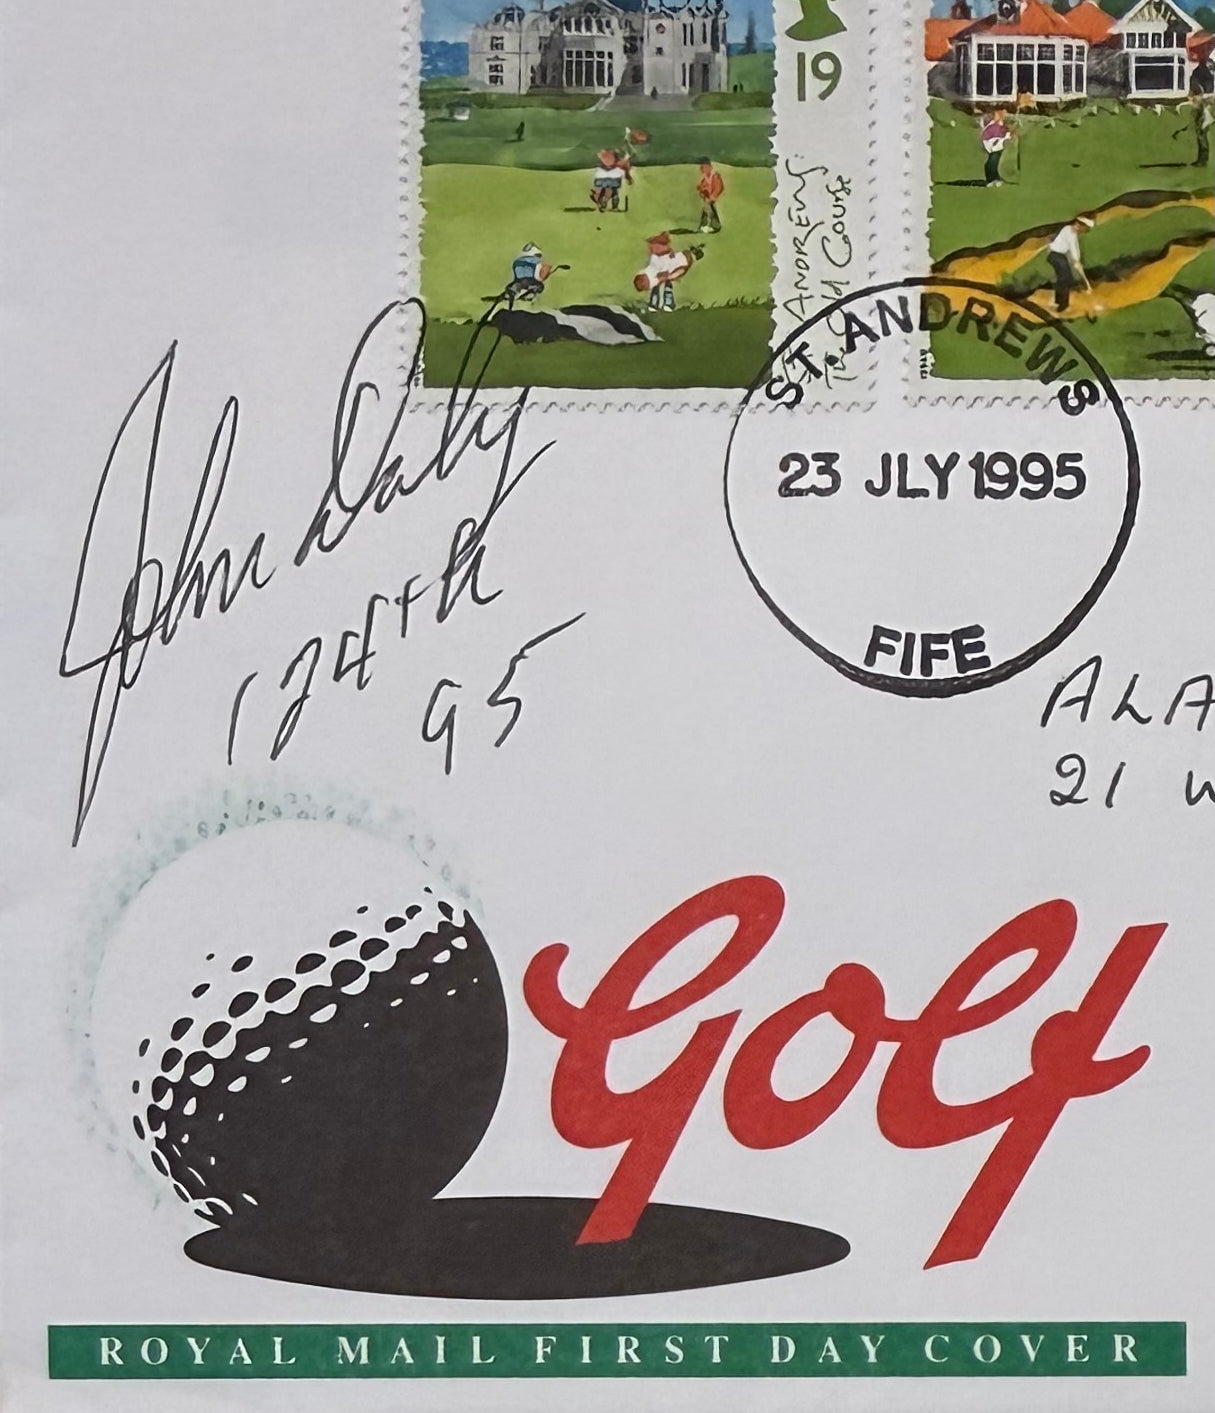 19
ANDREWS:
The Old Course
ST ANDREWS
23 JLY 1995
FIFE
John Daly
124th
95
ALA
21 W
Golf
ROYAL MAIL FIRST DAY COVER